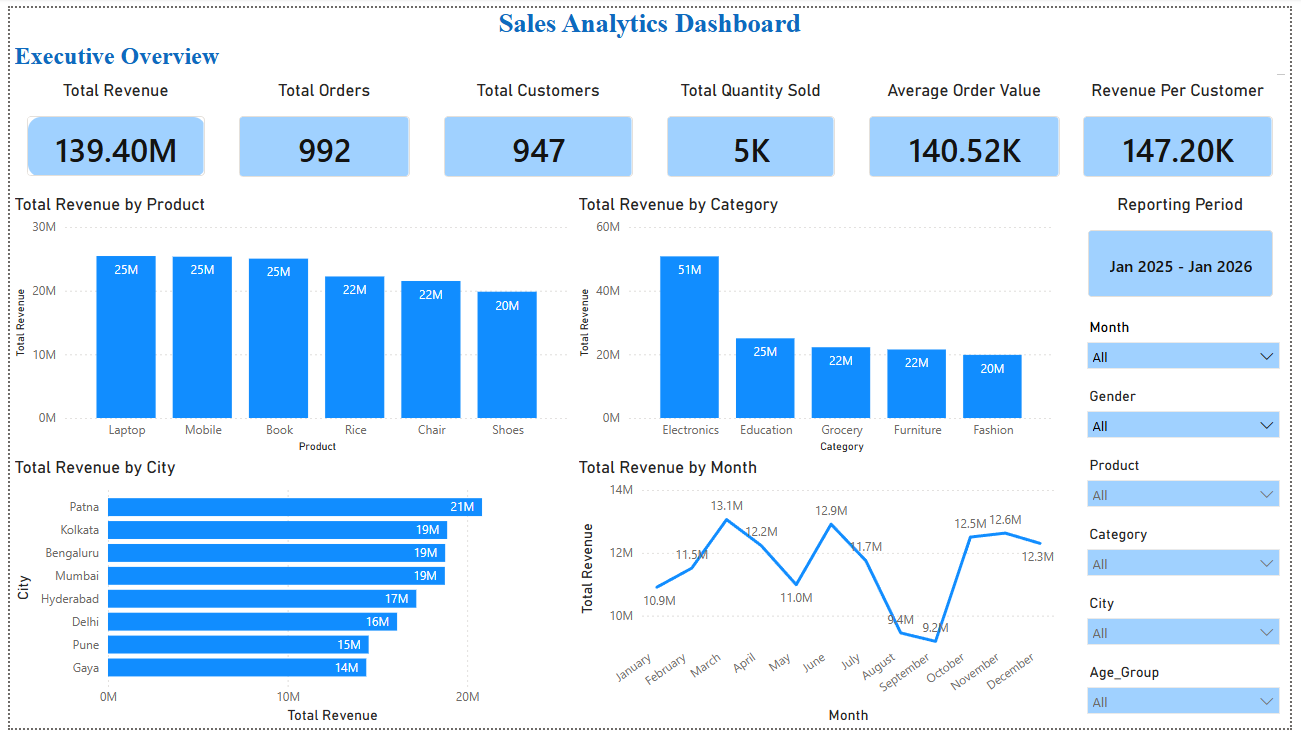 Sales Analytics Dashboard
Executive Overview
Total Revenue
139.40M
Total Orders
992
Total Customers
947
Total Quantity Sold
5K
Average Order Value
140.52K
Revenue Per Customer
147.20K
Total Revenue by Product
30M
20M
10M
0M
Total Revenue
25M
25M
25M
22M
22M
20M
Laptop
Mobile
Book
Rice
Chair
Shoes
Product
Total Revenue by Category
60M
40M
20M
0M
Total Revenue
51M
25M
22M
22M
20M
Electronics
Education
Grocery
Furniture
Fashion
Category
Reporting Period
Jan 2025 - Jan 2026
Month
All
Gender
All
Product
All
Category
All
City
All
Age_Group
All
Total Revenue by City
City
Patna
21M
Kolkata
19M
Bengaluru
19M
Mumbai
19M
Hyderabad
17M
Delhi
16M
Pune
15M
Gaya
14M
0M
10M
20M
Total Revenue
Total Revenue by Month
14M
12M
10M
Total Revenue
10.9M
11.5M
13.1M
12.2M
11.0M
12.9M
11.7M
9.4M
9.2M
12.5M
12.6M
12.3M
January
February
March
April
May
June
July
August
September
October
November
December
Month